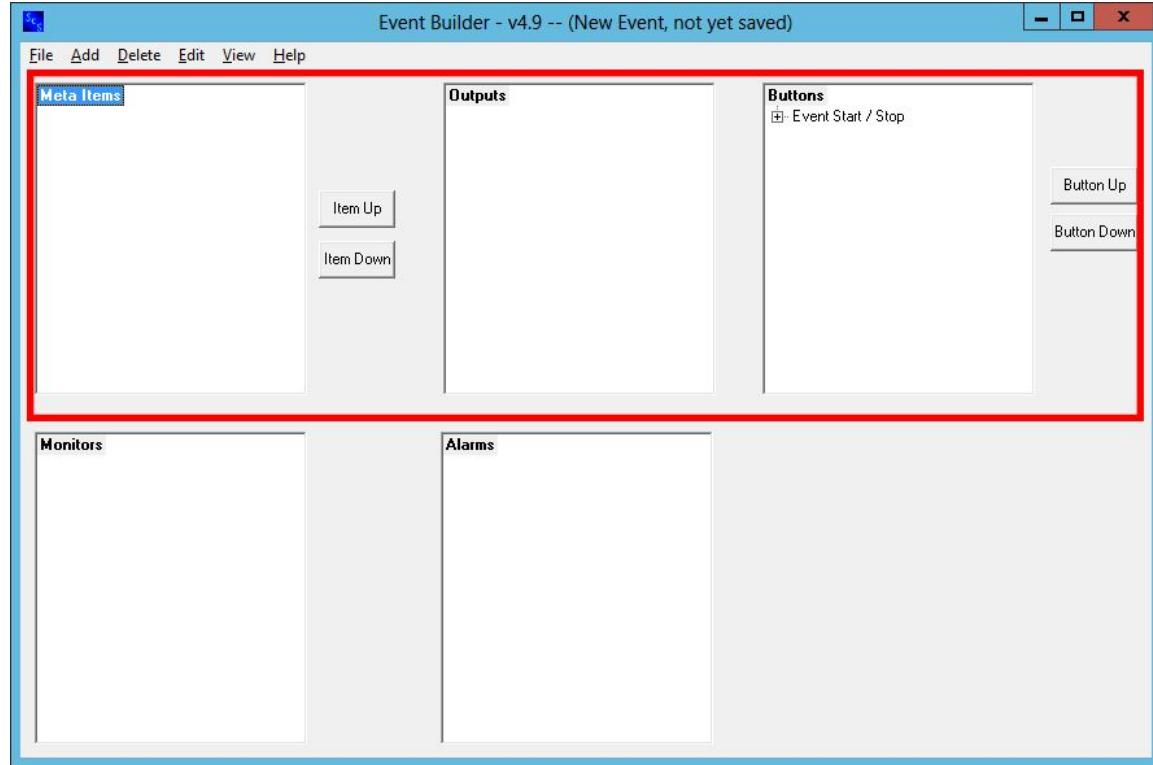 SCS
Event Builder - v4.9 -- (New Event, not yet saved)
File Add Delete Edit View Help
Meta Items
Outputs
Buttons
Event Start / Stop
Item Up
Item Down
Button Up
Button Down
Monitors
Alarms